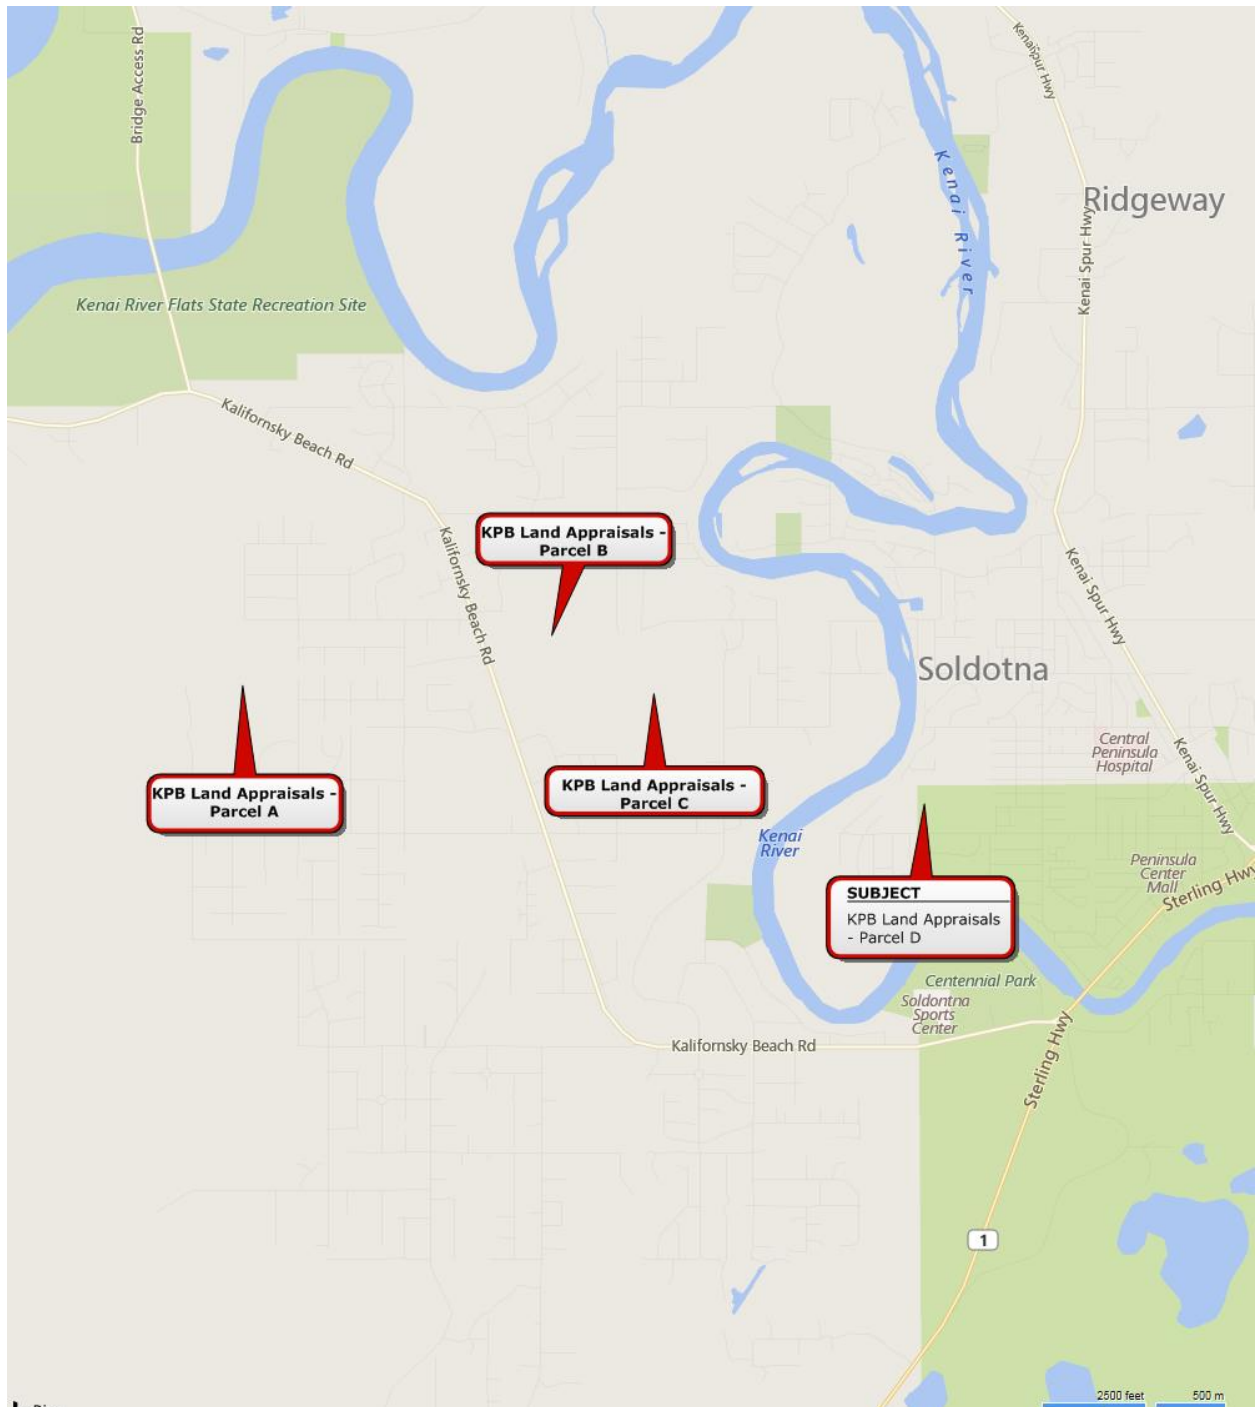 Bridge Access Rd
KenaiSpur Hwy
Kenai River
Ridgeway
Kenai Spur Hwy
Kenai River Flats State Recreation Site
Kalifornsky Beach Rd
KPB Land Appraisals -
Parcel B
Kalifornsky Beach Rd
Kenai Spur Hwy
Soldotna
Central
Peninsula
Hospital
Kenai Spur Hwy
KPB Land Appraisals -
Parcel A
KPB Land Appraisals -
Parcel C
Kenai
River
Peninsula
Center
Mall
Sterling Hwy
SUBJECT
KPB Land Appraisals
- Parcel D
Centennial Park
Soldontna
Sports
Center
Kalifornsky Beach Rd
Sterling Hwy
1
2500 feet
500 m